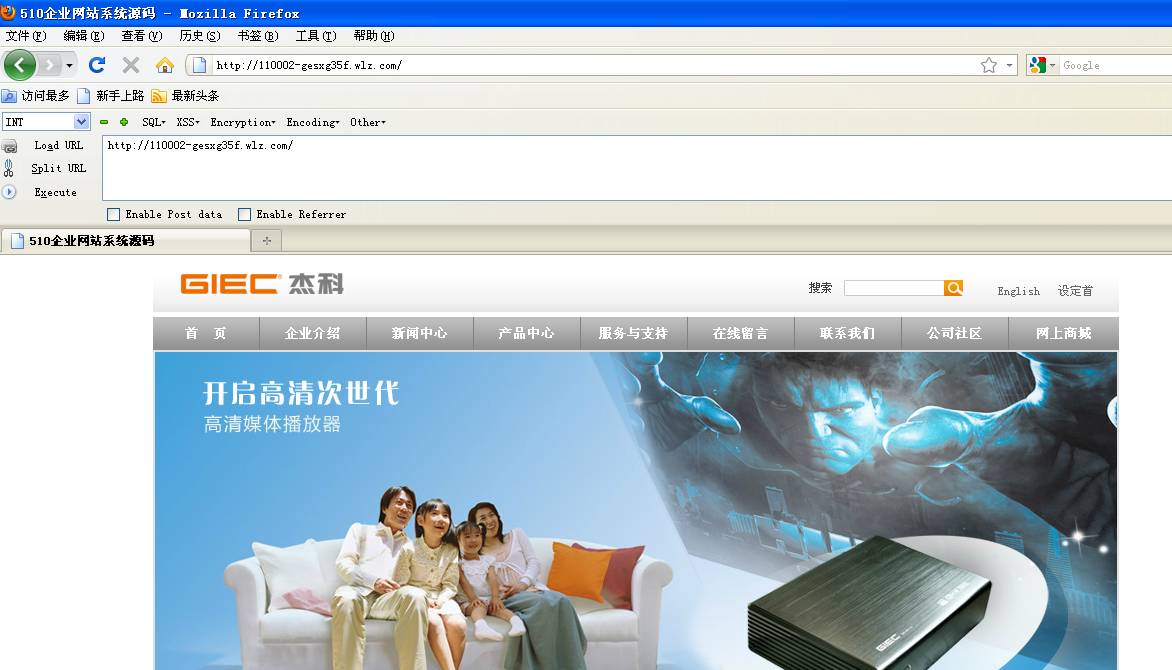 510企业网站系统源码 - Mozilla Firefox
文件(F) 编辑(E) 查看(V) 历史(S) 书签(B) 工具(T) 帮助(H)
http://110002-gesxg35f.wlz.com/ Google
访问最多 新手上路 最新头条
INT SQL XSS Encryption Encoding Other
Load URL http://110002-gesxg35f.wlz.com/
Split URL
Execute
Enable Post data Enable Referrer
510企业网站系统源码
GIEC 杰科 搜索 English 设定首
首 页 企业介绍 新闻中心 产品中心 服务与支持 在线留言 联系我们 公司社区 网上商城
开启高清次世代
高清媒体播放器
GIEC